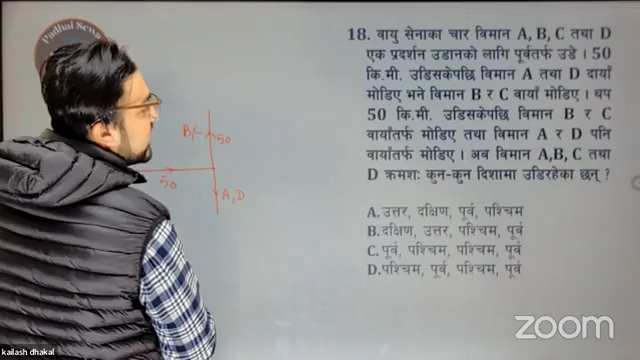 Padhai Sewa
18. वायु सेनाका चार विमान A, B, C तथा D
एक प्रदर्शन उडानको लागि पूर्वतर्फ उडे । 50
कि.मी. उडिसकेपछि विमान A तथा D दायाँ
मोडिए भने विमान B र C बायाँ मोडिए । थप
50 कि.मी. उडिसकेपछि विमान B र C
बायाँतर्फ मोडिए तथा विमान A र D पनि
बायाँतर्फ मोडिए । अब विमान A,B, C तथा
D क्रमशः कुन-कुन दिशामा उडिरहेका छन् ?
B,C 50
50
A,D
A. उत्तर, दक्षिण, पूर्व, पश्चिम
B. दक्षिण, उत्तर, पश्चिम, पूर्व
C. पूर्व, पश्चिम, पश्चिम, पूर्व
D. पश्चिम, पूर्व, पश्चिम, पूर्व
zoom
kailash dhakal